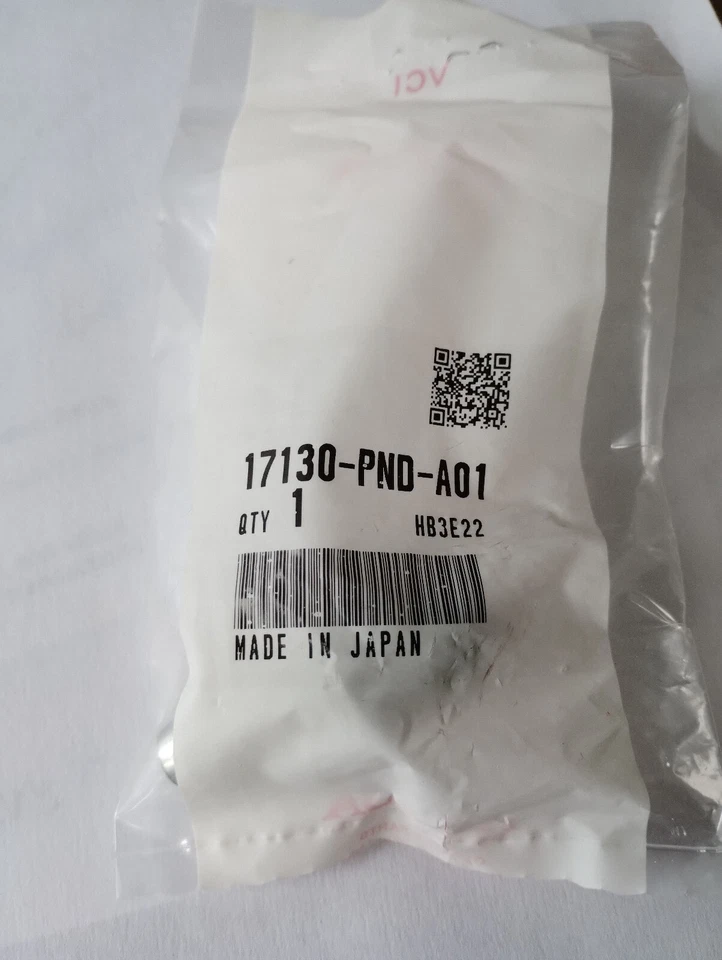 VCI
17130-PND-A01
QTY 1
HB3E22
MADE IN JAPAN